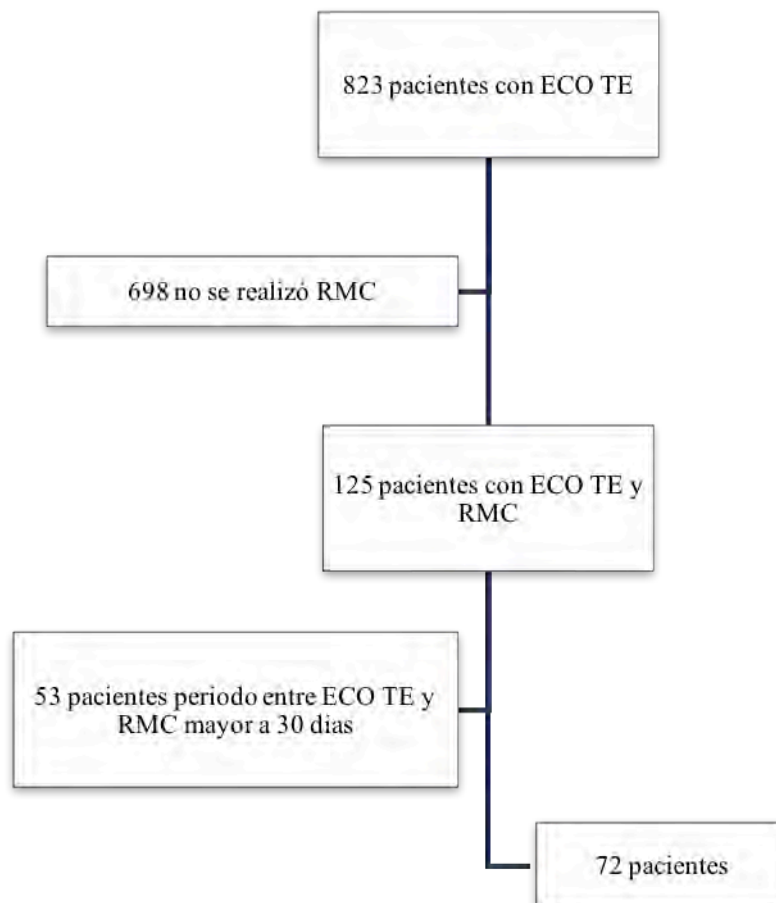 823 pacientes con ECO TE
698 no se realizó RMC
125 pacientes con ECO TE y
RMC
53 pacientes periodo entre ECO TE y
RMC mayor a 30 dias
72 pacientes